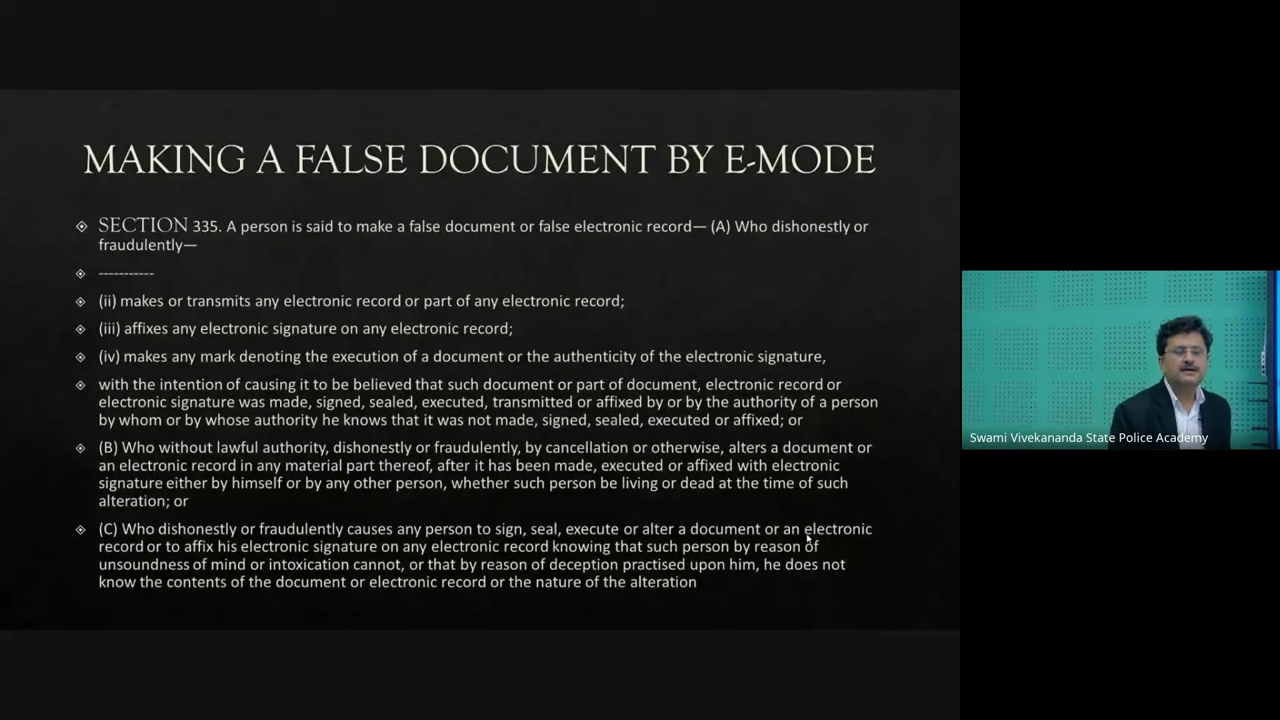 MAKING A FALSE DOCUMENT BY E-MODE
SECTION 335. A person is said to make a false document or false electronic record— (A) Who dishonestly or
fraudulently—
-----------
(ii) makes or transmits any electronic record or part of any electronic record;
(iii) affixes any electronic signature on any electronic record;
(iv) makes any mark denoting the execution of a document or the authenticity of the electronic signature,
with the intention of causing it to be believed that such document or part of document, electronic record or
electronic signature was made, signed, sealed, executed, transmitted or affixed by or by the authority of a person
by whom or by whose authority he knows that it was not made, signed, sealed, executed or affixed; or
(B) Who without lawful authority, dishonestly or fraudulently, by cancellation or otherwise, alters a document or
an electronic record in any material part thereof, after it has been made, executed or affixed with electronic
signature either by himself or by any other person, whether such person be living or dead at the time of such
alteration; or
(C) Who dishonestly or fraudulently causes any person to sign, seal, execute or alter a document or an electronic
record or to affix his electronic signature on any electronic record knowing that such person by reason of
unsoundness of mind or intoxication cannot, or that by reason of deception practised upon him, he does not
know the contents of the document or electronic record or the nature of the alteration
Swami Vivekananda State Police Academy